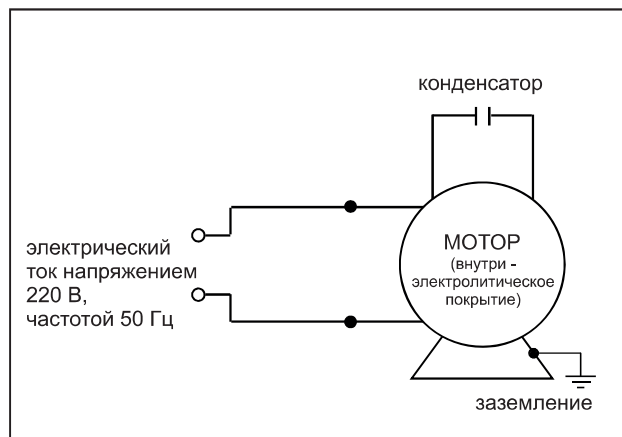 конденсатор
МОТОР
(внутри -
электролитическое
покрытие)
электрический
ток напряжением
220 В,
частотой 50 Гц
заземление